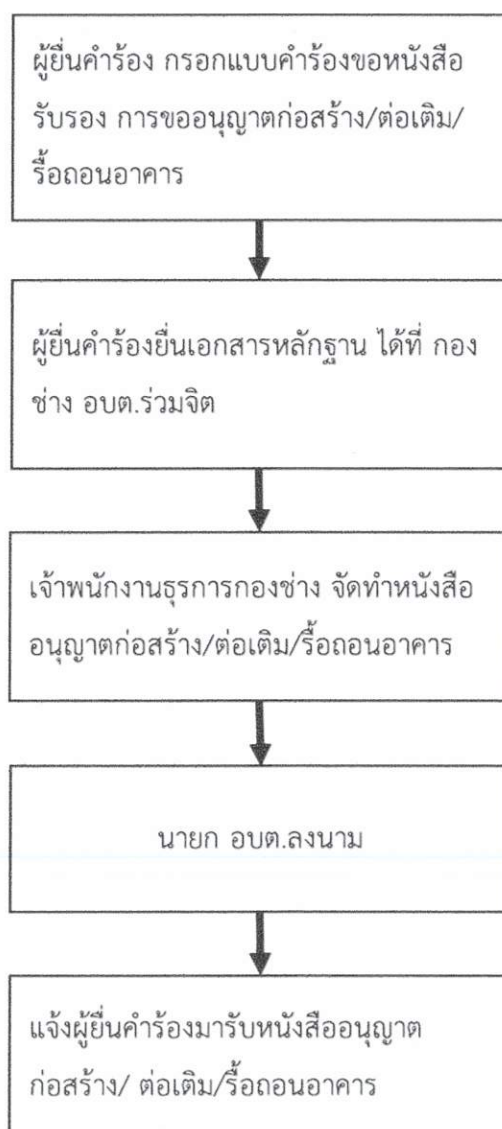 ผู้ยื่นคำร้อง กรอกแบบคำร้องขอหนังสือ
รับรอง การขออนุญาตก่อสร้าง/ต่อเติม/
รื้อถอนอาคาร
ผู้ยื่นคำร้องยื่นเอกสารหลักฐาน ได้ที่ กอง
ช่าง อบต.ร่วมจิต
เจ้าพนักงานธุรการกองช่าง จัดทำหนังสือ
อนุญาตก่อสร้าง/ต่อเติม/รื้อถอนอาคาร
นายก อบต.ลงนาม
แจ้งผู้ยื่นคำร้องมารับหนังสืออนุญาต
ก่อสร้าง/ ต่อเติม/รื้อถอนอาคาร